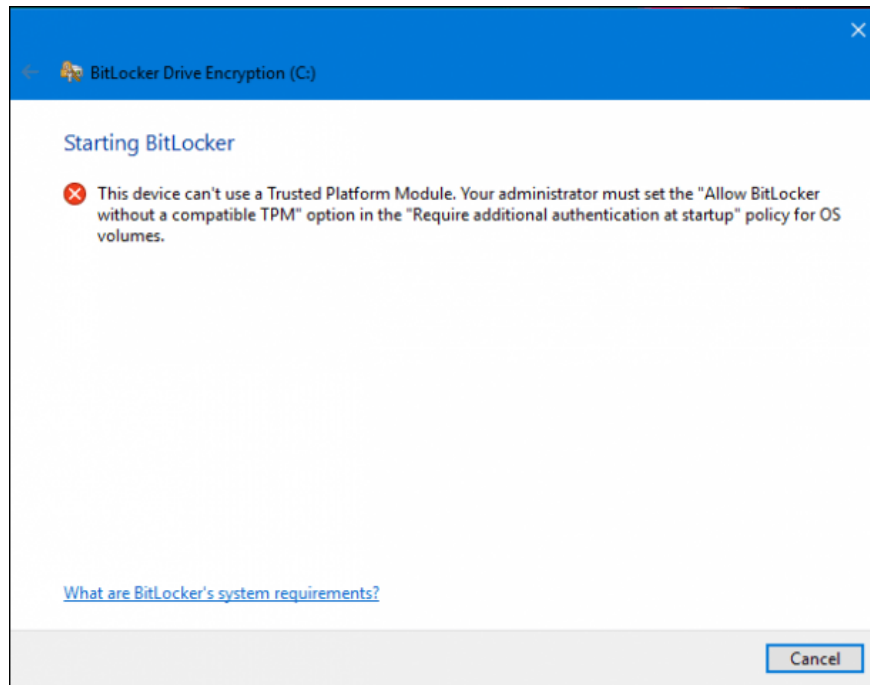 BitLocker Drive Encryption (C:)
Starting BitLocker
This device can't use a Trusted Platform Module. Your administrator must set the "Allow BitLocker
without a compatible TPM" option in the "Require additional authentication at startup" policy for OS
volumes.
What are BitLocker's system requirements?
Cancel